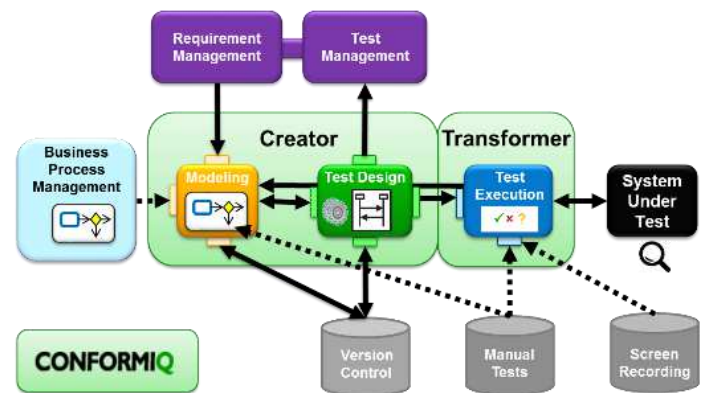 Requirement
Management
Test
Management
Creator
Transformer
Business
Process
Management
Modeling
Test Design
Test
Execution
✓ × ?
System
Under
Test
Version
Control
Manual
Tests
Screen
Recording
CONFORMIQ